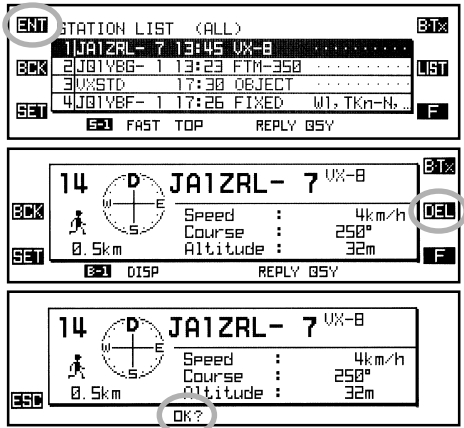 ENT STATION LIST (ALL) B·Tx
1 JA1ZRL- 7 13:45 VX-8 ..........
BCK 2 JQ1YBG- 1 13:23 FTM-350 .......... LIST
3 VXSTD 17:30 OBJECT ..........
SET 4 JQ1YBF- 1 17:26 FIXED W1,TKn-N,… F
S-1 FAST TOP REPLY QSY
14 D JA1ZRL- 7 VX-8 B·Tx
BCK W E Speed : 4km/h DEL
S Course : 250°
SET 0.5km Altitude : 32m F
B-1 DISP REPLY QSY
14 D JA1ZRL- 7 VX-8
W E Speed : 4km/h
S Course : 250°
ESC 0.5km Altitude : 32m
OK?